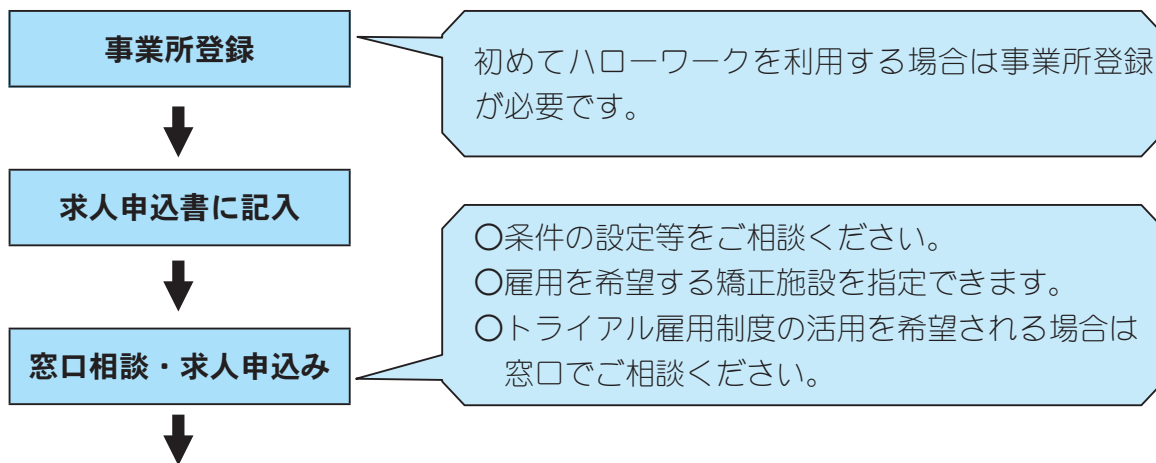 事業所登録
初めてハローワークを利用する場合は事業所登録
が必要です。
求人申込書に記入
窓口相談・求人申込み
〇条件の設定等をご相談ください。
〇雇用を希望する矯正施設を指定できます。
〇トライアル雇用制度の活用を希望される場合は
窓口でご相談ください。